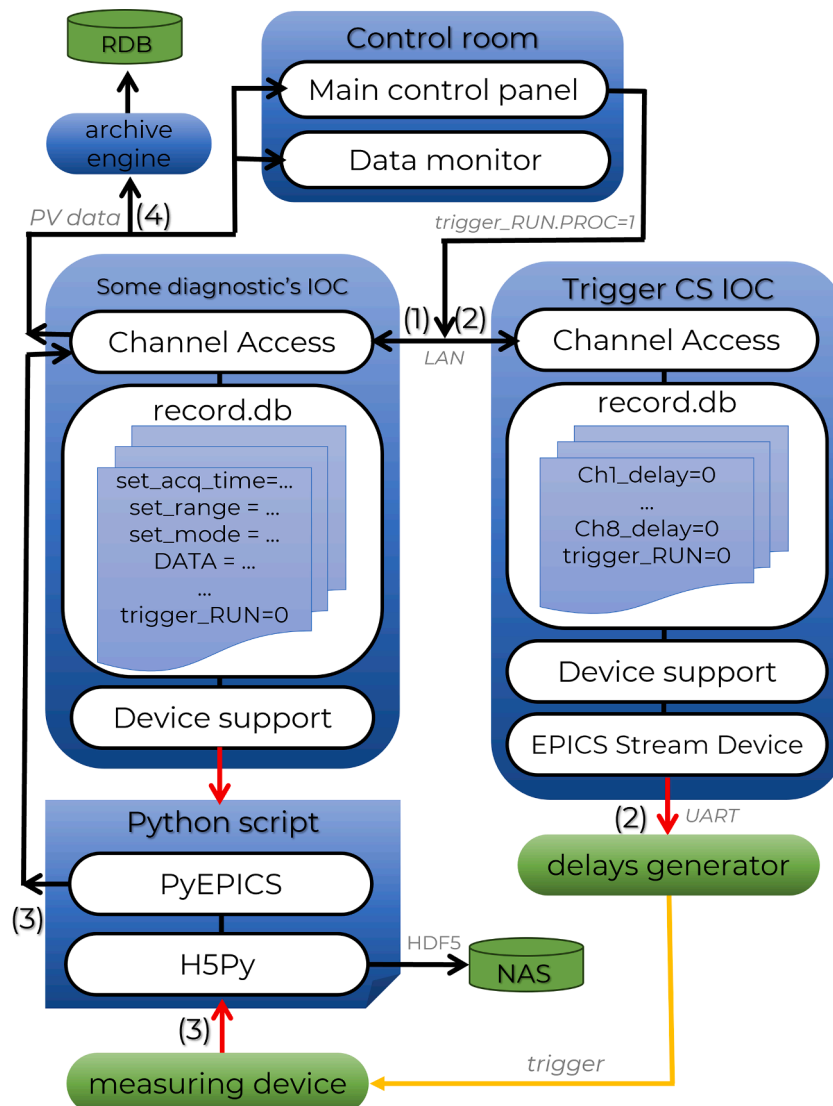 RDB
archive
engine
PV data
(4)
Control room
Main control panel
Data monitor
trigger_RUN.PROC=1
Some diagnostic's IOC
Channel Access
record.db
set_acq_time=...
set_range = ...
set_mode = ...
DATA = ...
...
trigger_RUN=0
Device support
(1)
(2)
LAN
Trigger CS IOC
Channel Access
record.db
Ch1_delay=0
...
Ch8_delay=0
trigger_RUN=0
Device support
EPICS Stream Device
(2)
UART
delays generator
Python script
PyEPICS
(3)
H5Py
HDF5
NAS
(3)
measuring device
trigger